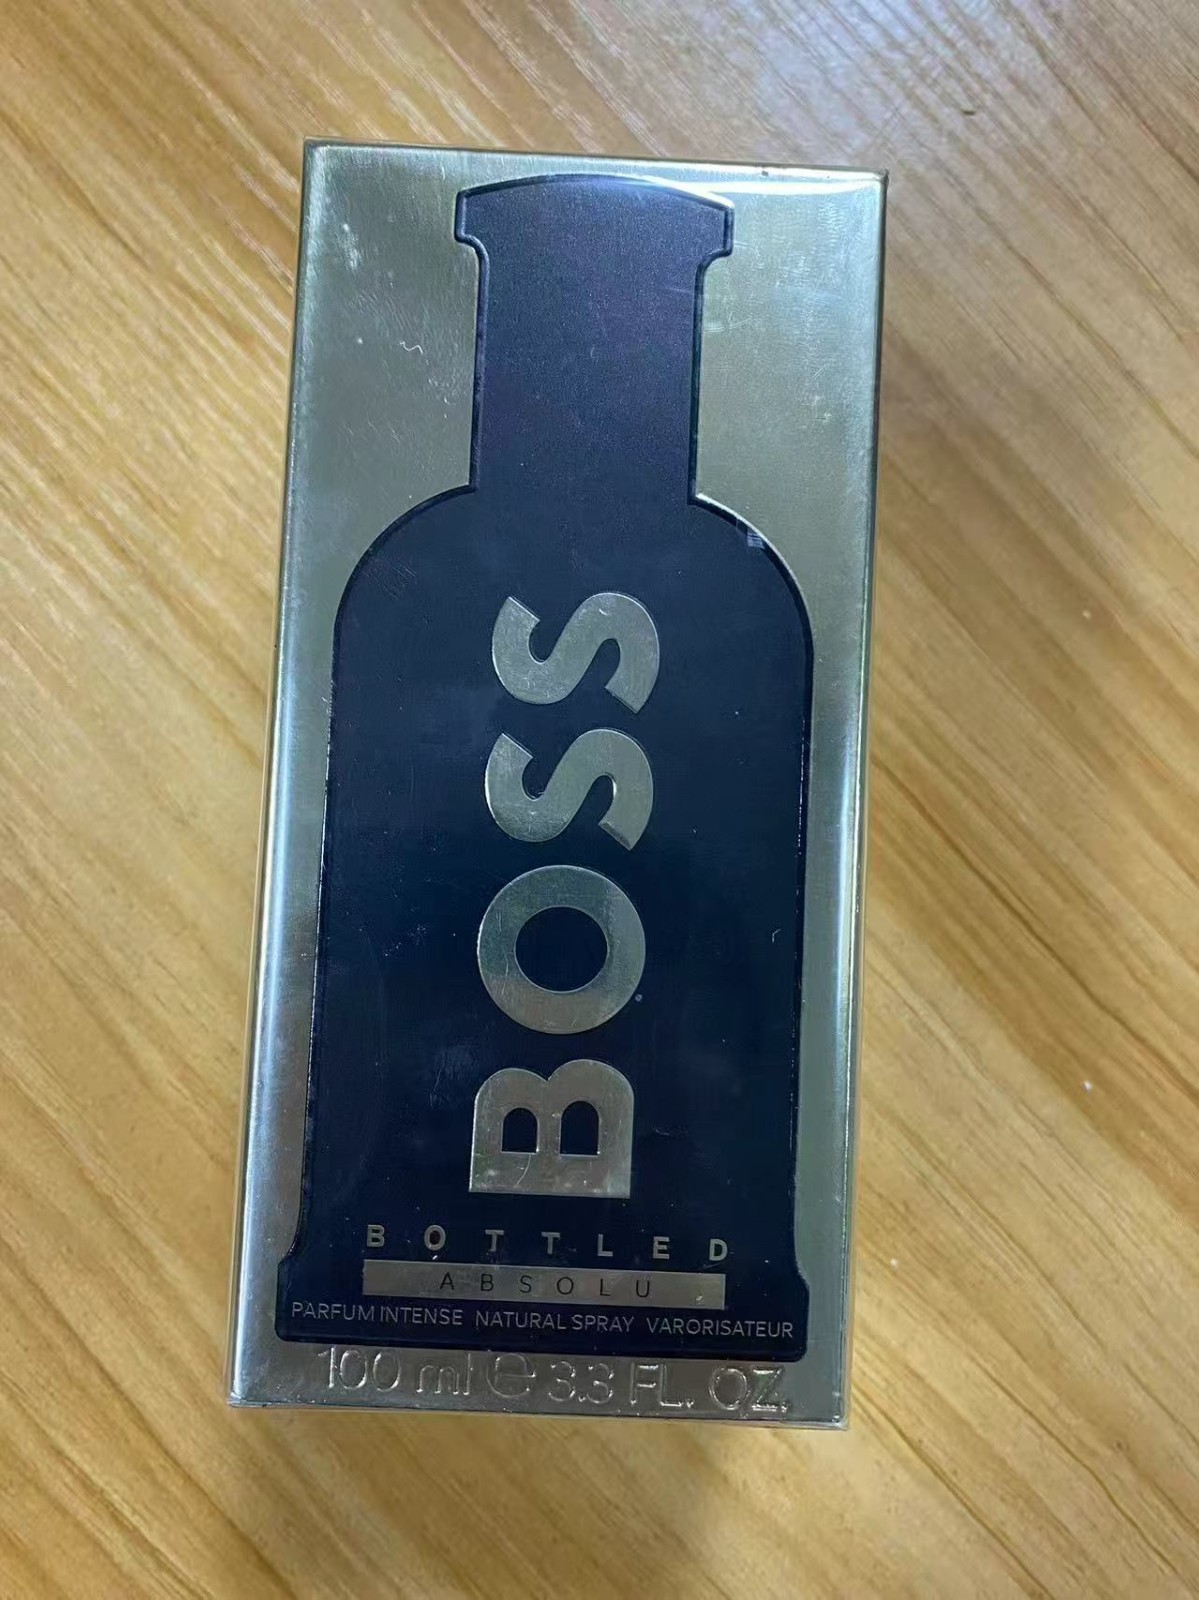 BOSS
BOTTLED
ABSOLU
PARFUM INTENSE NATURAL SPRAY VARORISATEUR
100 ml e 3.3 FL. OZ.